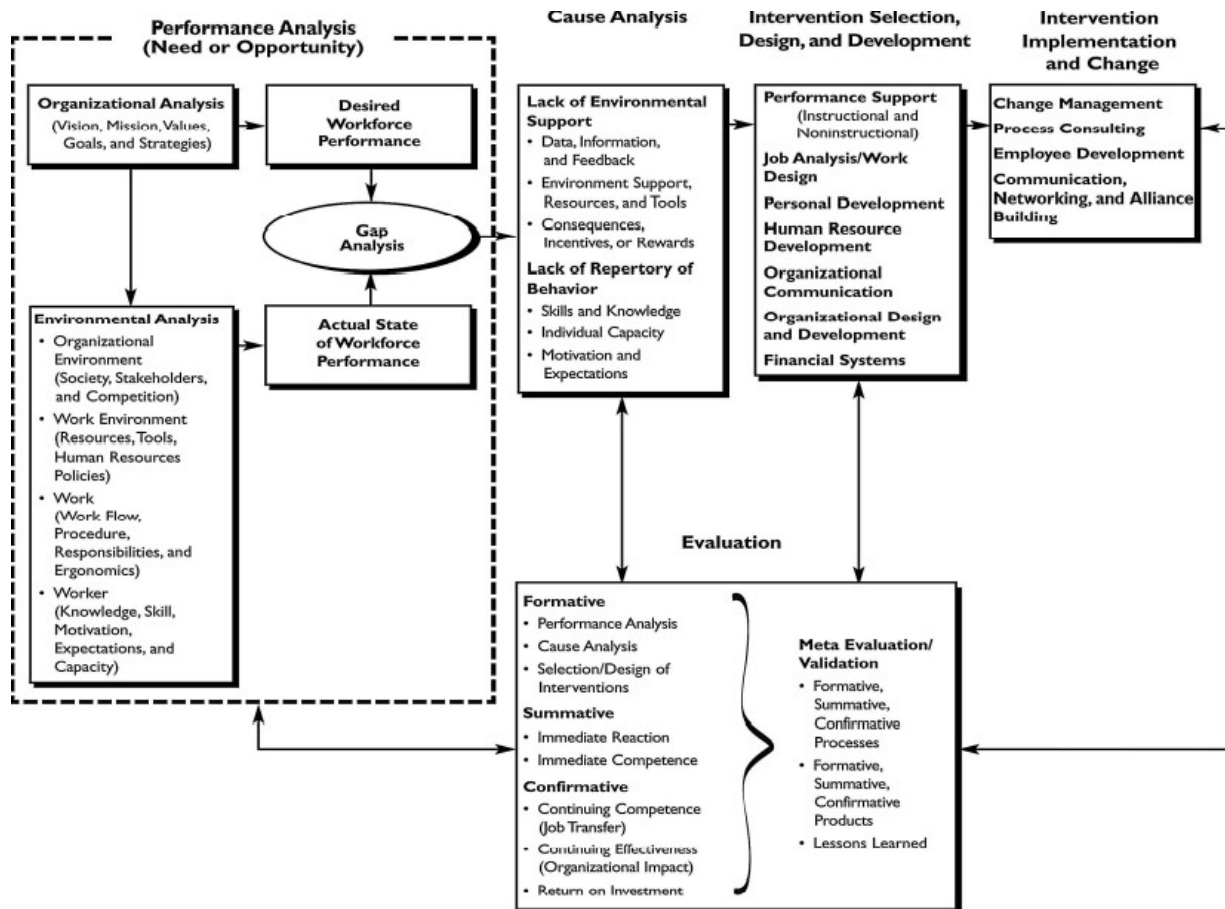 Performance Analysis
(Need or Opportunity)
Organizational Analysis
(Vision, Mission, Values,
Goals, and Strategies)
Desired
Workforce
Performance
Gap
Analysis
Environmental Analysis
• Organizational
Environment
(Society, Stakeholders,
and Competition)
• Work Environment
(Resources, Tools,
Human Resources
Policies)
• Work
(Work Flow,
Procedure,
Responsibilities, and
Ergonomics)
• Worker
(Knowledge, Skill,
Motivation,
Expectations, and
Capacity)
Actual State
of Workforce
Performance
Cause Analysis
Lack of Environmental
Support
• Data, Information,
and Feedback
• Environment Support,
Resources, and Tools
• Consequences,
Incentives, or Rewards
Lack of Repertory of
Behavior
• Skills and Knowledge
• Individual Capacity
• Motivation and
Expectations
Intervention Selection,
Design, and Development
Performance Support
(Instructional and
Noninstructional)
Job Analysis/Work
Design
Personal Development
Human Resource
Development
Organizational
Communication
Organizational Design
and Development
Financial Systems
Intervention
Implementation
and Change
Change Management
Process Consulting
Employee Development
Communication,
Networking, and Alliance
Building
Evaluation
Formative
• Performance Analysis
• Cause Analysis
• Selection/Design of
Interventions
Summative
• Immediate Reaction
• Immediate Competence
Confirmative
• Continuing Competence
(Job Transfer)
• Continuing Effectiveness
(Organizational Impact)
• Return on Investment
Meta Evaluation/
Validation
• Formative,
Summative,
Confirmative
Processes
• Formative,
Summative,
Confirmative
Products
• Lessons Learned